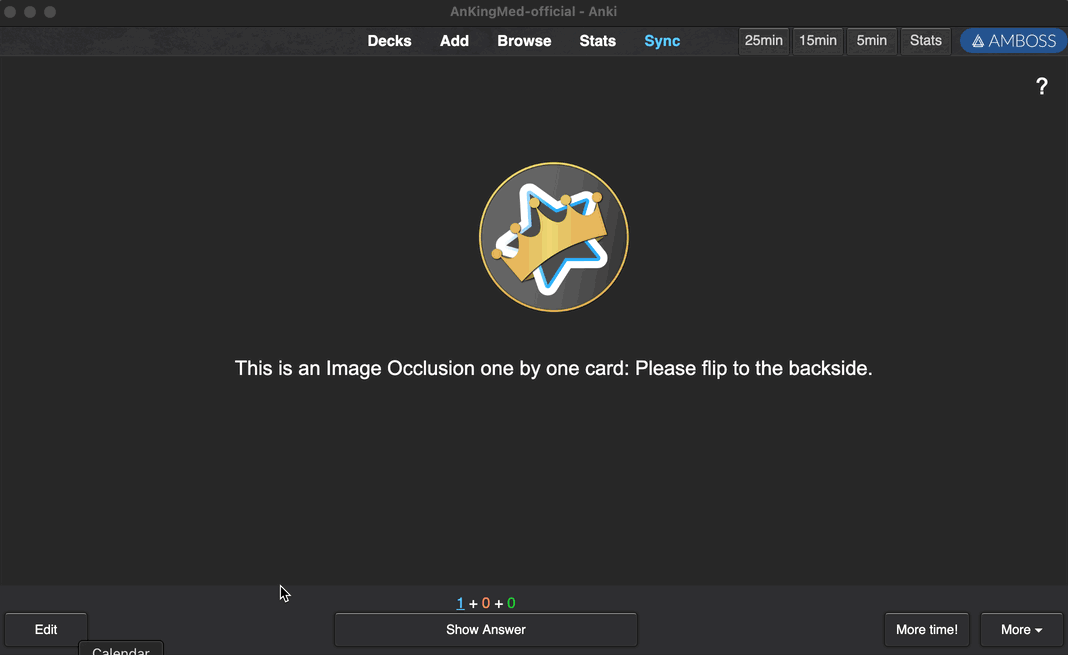 AnKingMed-official - Anki
Decks Add Browse Stats Sync 25min 15min 5min Stats AMBOSS
?
This is an Image Occlusion one by one card: Please flip to the backside.
1 + 0 + 0
Edit Show Answer More time! More
Calendar